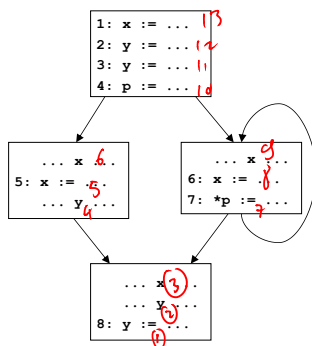 1: x := ... 13
2: y := ... 12
3: y := ... 11
4: p := ... 10
... x ... 6
5: x := ... 5
... y ... 4
... x ... 9
6: x := ... 8
7: *p := ... 7
... x ... 3
... y ... 2
8: y := ... 1